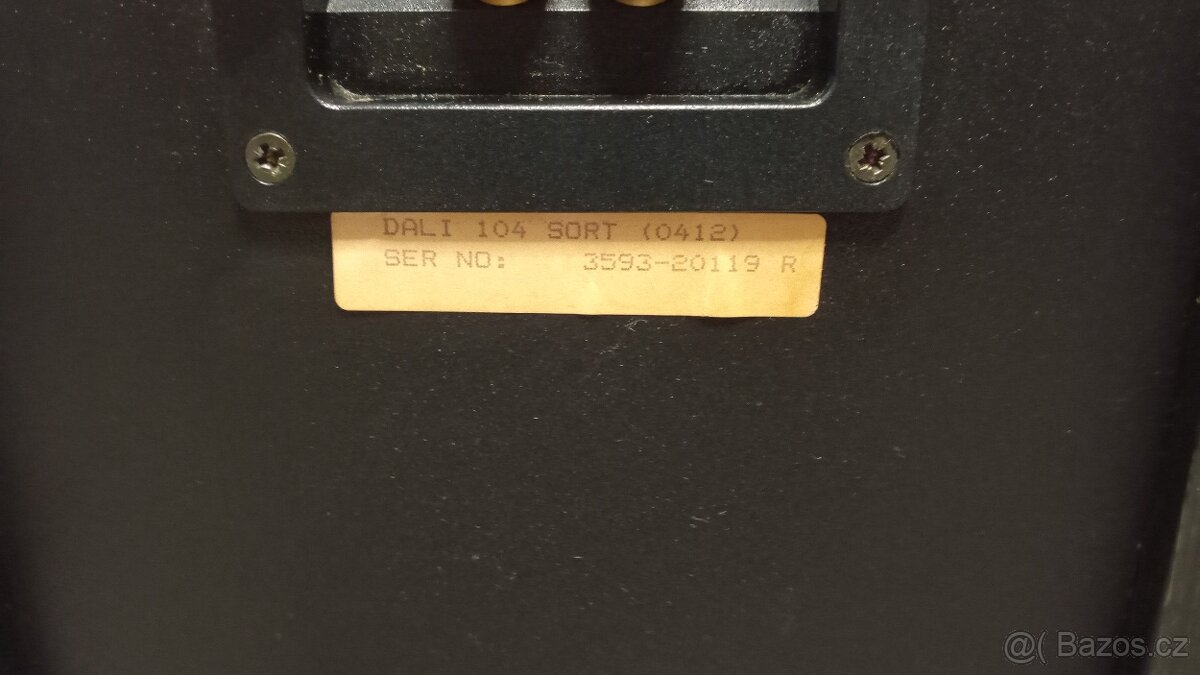 DALI 104 SORT (0412)
SER NO: 3593-20119 R
@( Bazos.cz